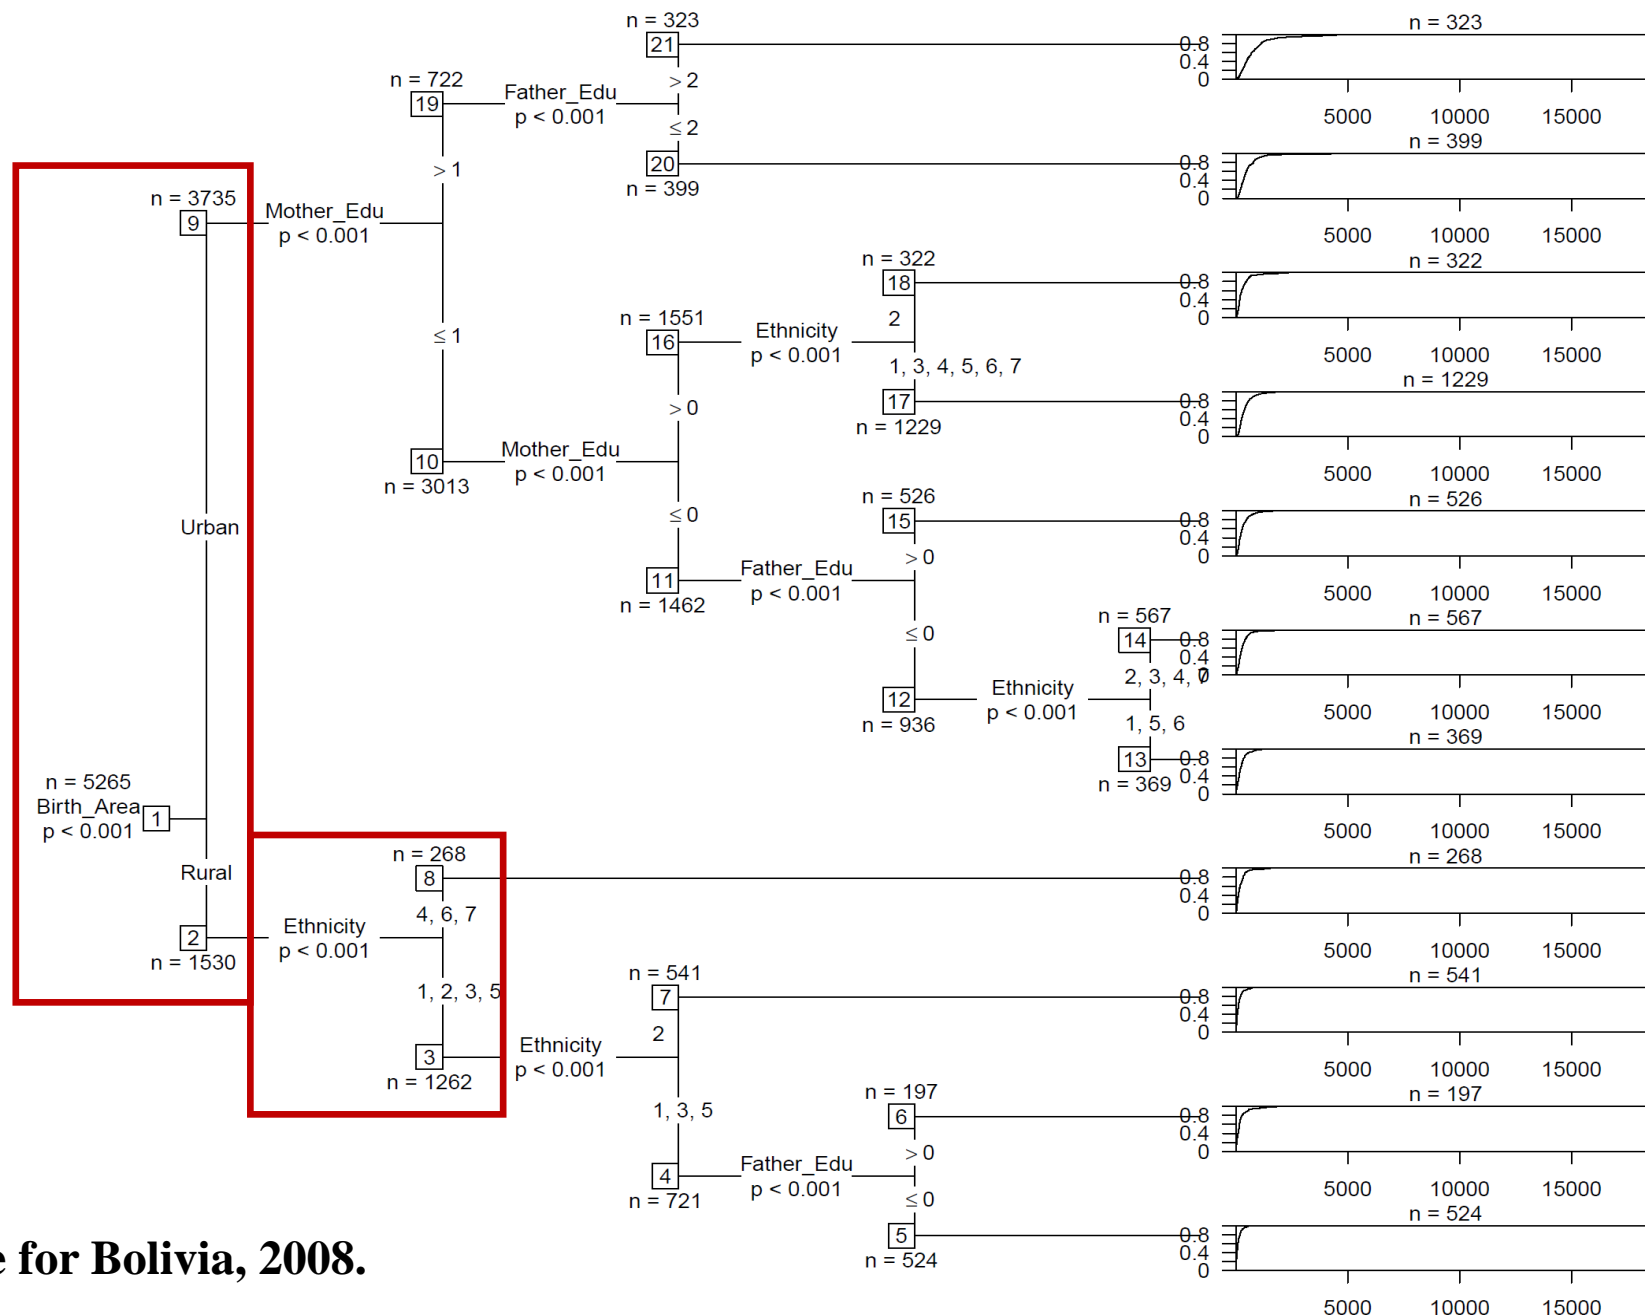 n = 323
21
> 2
≤ 2
n = 722
19
Father_Edu
p < 0.001
20
n = 399
> 1
n = 3735
9
Mother_Edu
p < 0.001
≤ 1
n = 322
18
2
n = 1551
16
Ethnicity
p < 0.001
1, 3, 4, 5, 6, 7
17
n = 1229
> 0
10
n = 3013
Mother_Edu
p < 0.001
≤ 0
n = 526
15
> 0
Urban
11
n = 1462
Father_Edu
p < 0.001
≤ 0
n = 567
14
2, 3, 4, 7
12
n = 936
Ethnicity
p < 0.001
1, 5, 6
13
n = 369
n = 5265
Birth_Area
p < 0.001
1
Rural
2
n = 1530
n = 268
8
4, 6, 7
Ethnicity
p < 0.001
1, 2, 3, 5
3
n = 1262
n = 541
7
2
Ethnicity
p < 0.001
1, 3, 5
4
n = 721
n = 197
6
> 0
Father_Edu
p < 0.001
≤ 0
5
n = 524
n = 323
0.8
0.4
0
5000 10000 15000
n = 399
0.8
0.4
0
5000 10000 15000
n = 322
0.8
0.4
0
5000 10000 15000
n = 1229
0.8
0.4
0
5000 10000 15000
n = 526
0.8
0.4
0
5000 10000 15000
n = 567
0.8
0.4
0
5000 10000 15000
n = 369
0.8
0.4
0
5000 10000 15000
n = 268
0.8
0.4
0
5000 10000 15000
n = 541
0.8
0.4
0
5000 10000 15000
n = 197
0.8
0.4
0
5000 10000 15000
n = 524
0.8
0.4
0
5000 10000 15000
e for Bolivia, 2008.